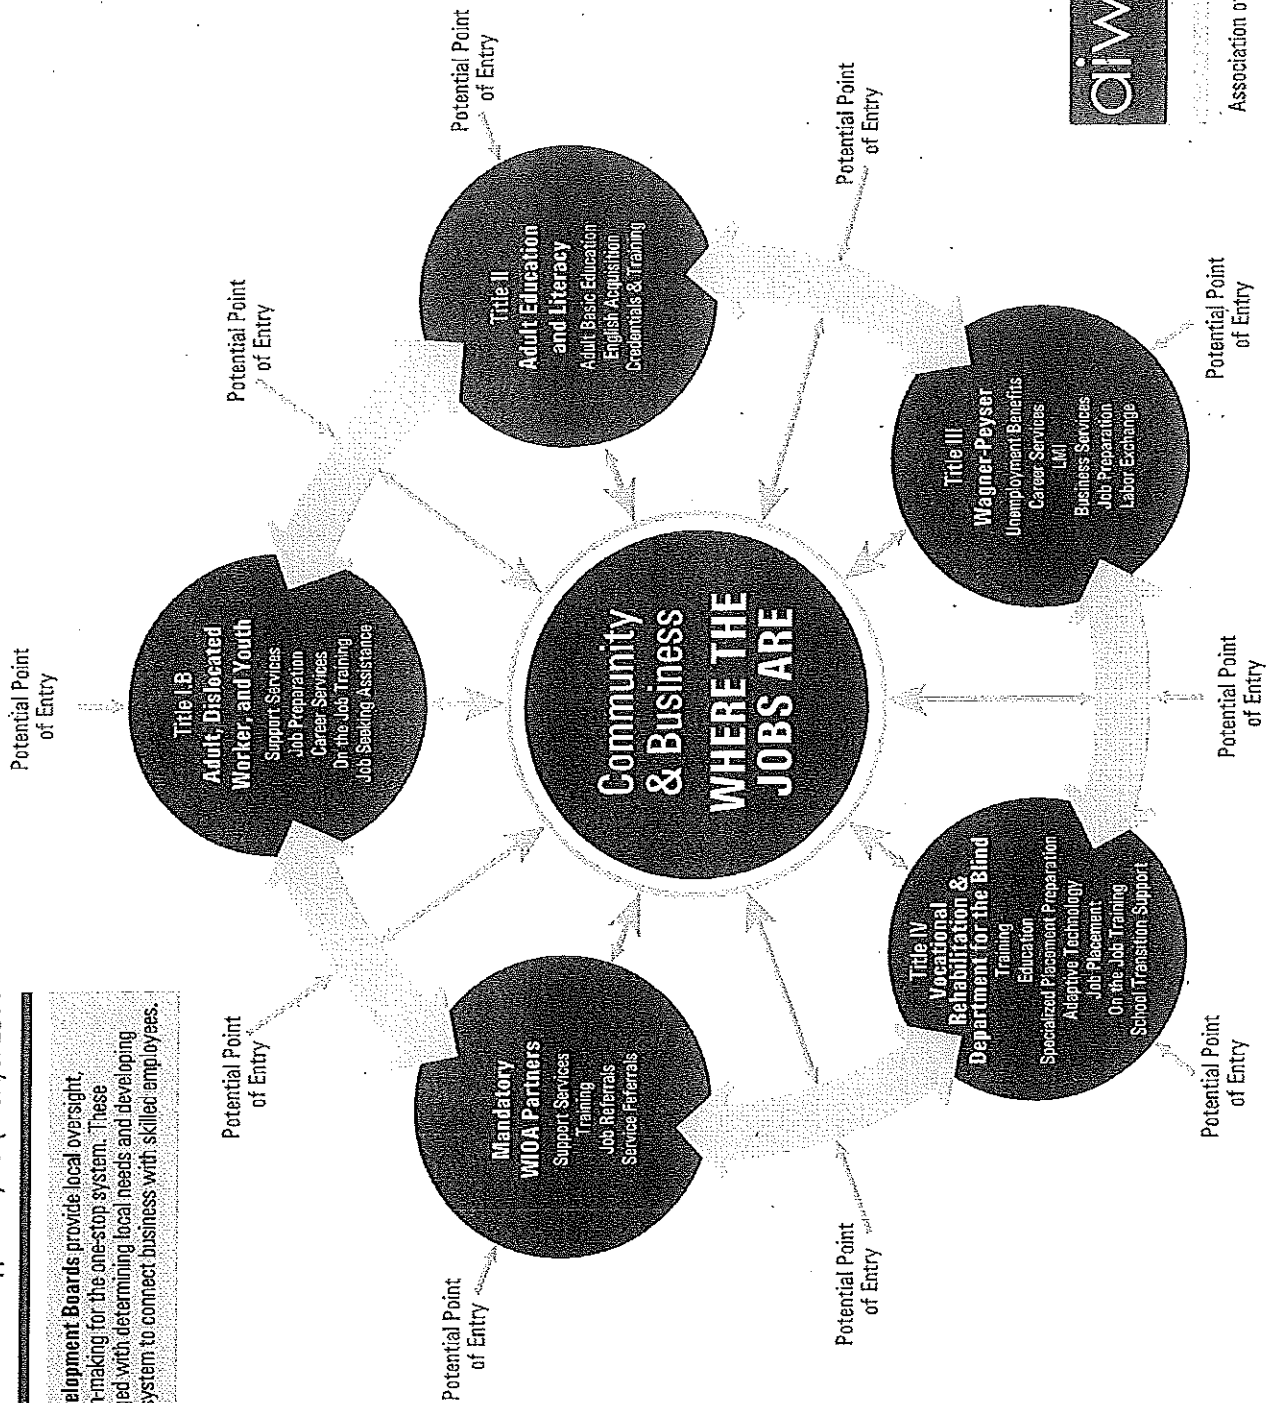 elopment Boards provide local oversight,
n-making for the one-stop system. These
ged with determining local needs and developing
system to connect business with skilled employees.
Potential Point
of Entry
Title I-B
Adult, Dislocated
Worker, and Youth
Support Services
Job Preparation
Career Services
On-the Job Training
Job Seeking Assistance
Potential Point
of Entry
Potential Point
of Entry
Title II
Adult Education
and Literacy
Adult Basic Education
English Acquisition
Credentials & Training
Potential Point
of Entry
Potential Point
of Entry
Title III
Wagner-Peyser
Unemployment Benefits
Career Services
LMI
Business Services
Job Preparation
Labor Exchange
Potential Point
of Entry
Potential Point
of Entry
Title IV
Vocational
Rehabilitation &
Department for the Blind
Training
Education
Specialized Placement Preparation
Adaptive Technology
Job Placement
On the Job Training
School Transition Support
Potential Point
of Entry
Potential Point
of Entry
Mandatory
WIOA Partners
Support Services
Training
Job Referrals
Service Referrals
Potential Point
of Entry
Potential Point
of Entry
Community
& Business
WHERE THE
JOBS ARE
aiw
Association o